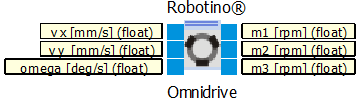 Robotino®
vx [mm/s] (float)
m1 [rpm] (float)
vy [mm/s] (float)
m2 [rpm] (float)
omega [deg/s] (float)
m3 [rpm] (float)
Omnidrive